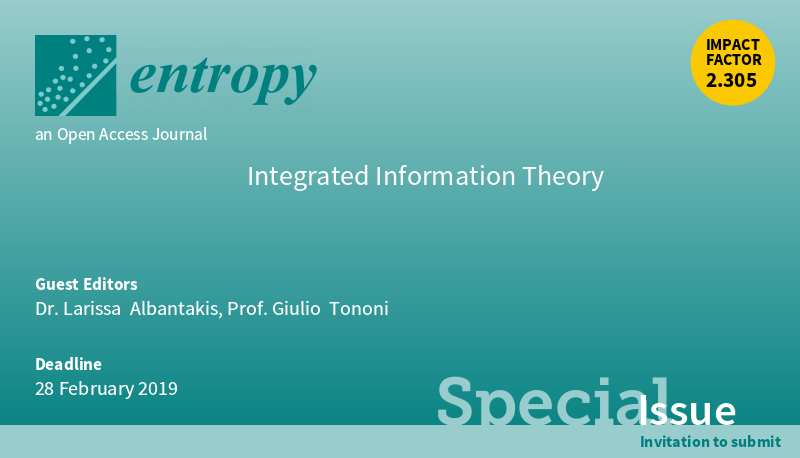 entropy
IMPACT
FACTOR
2.305
an Open Access Journal
Integrated Information Theory
Guest Editors
Dr. Larissa  Albantakis, Prof. Giulio  Tononi
Deadline
28 February 2019
Special
Issue
Invitation to submit